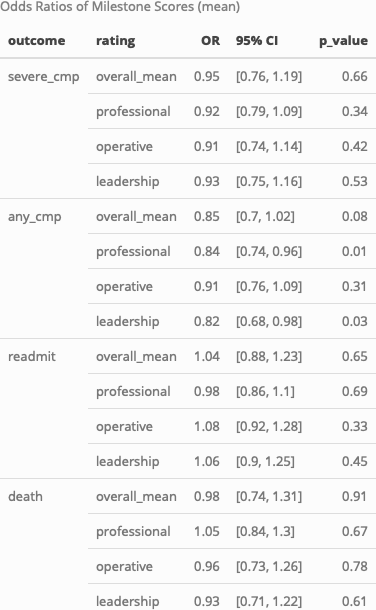 Odds Ratios of Milestone Scores (mean)
outcome rating OR 95% CI p_value
severe_cmp overall_mean 0.95 [0.76, 1.19] 0.66
professional 0.92 [0.79, 1.09] 0.34
operative 0.91 [0.74, 1.14] 0.42
leadership 0.93 [0.75, 1.16] 0.53
any_cmp overall_mean 0.85 [0.7, 1.02] 0.08
professional 0.84 [0.74, 0.96] 0.01
operative 0.91 [0.76, 1.09] 0.31
leadership 0.82 [0.68, 0.98] 0.03
readmit overall_mean 1.04 [0.88, 1.23] 0.65
professional 0.98 [0.86, 1.1] 0.69
operative 1.08 [0.92, 1.28] 0.33
leadership 1.06 [0.9, 1.25] 0.45
death overall_mean 0.98 [0.74, 1.31] 0.91
professional 1.05 [0.84, 1.3] 0.67
operative 0.96 [0.73, 1.26] 0.78
leadership 0.93 [0.71, 1.22] 0.61